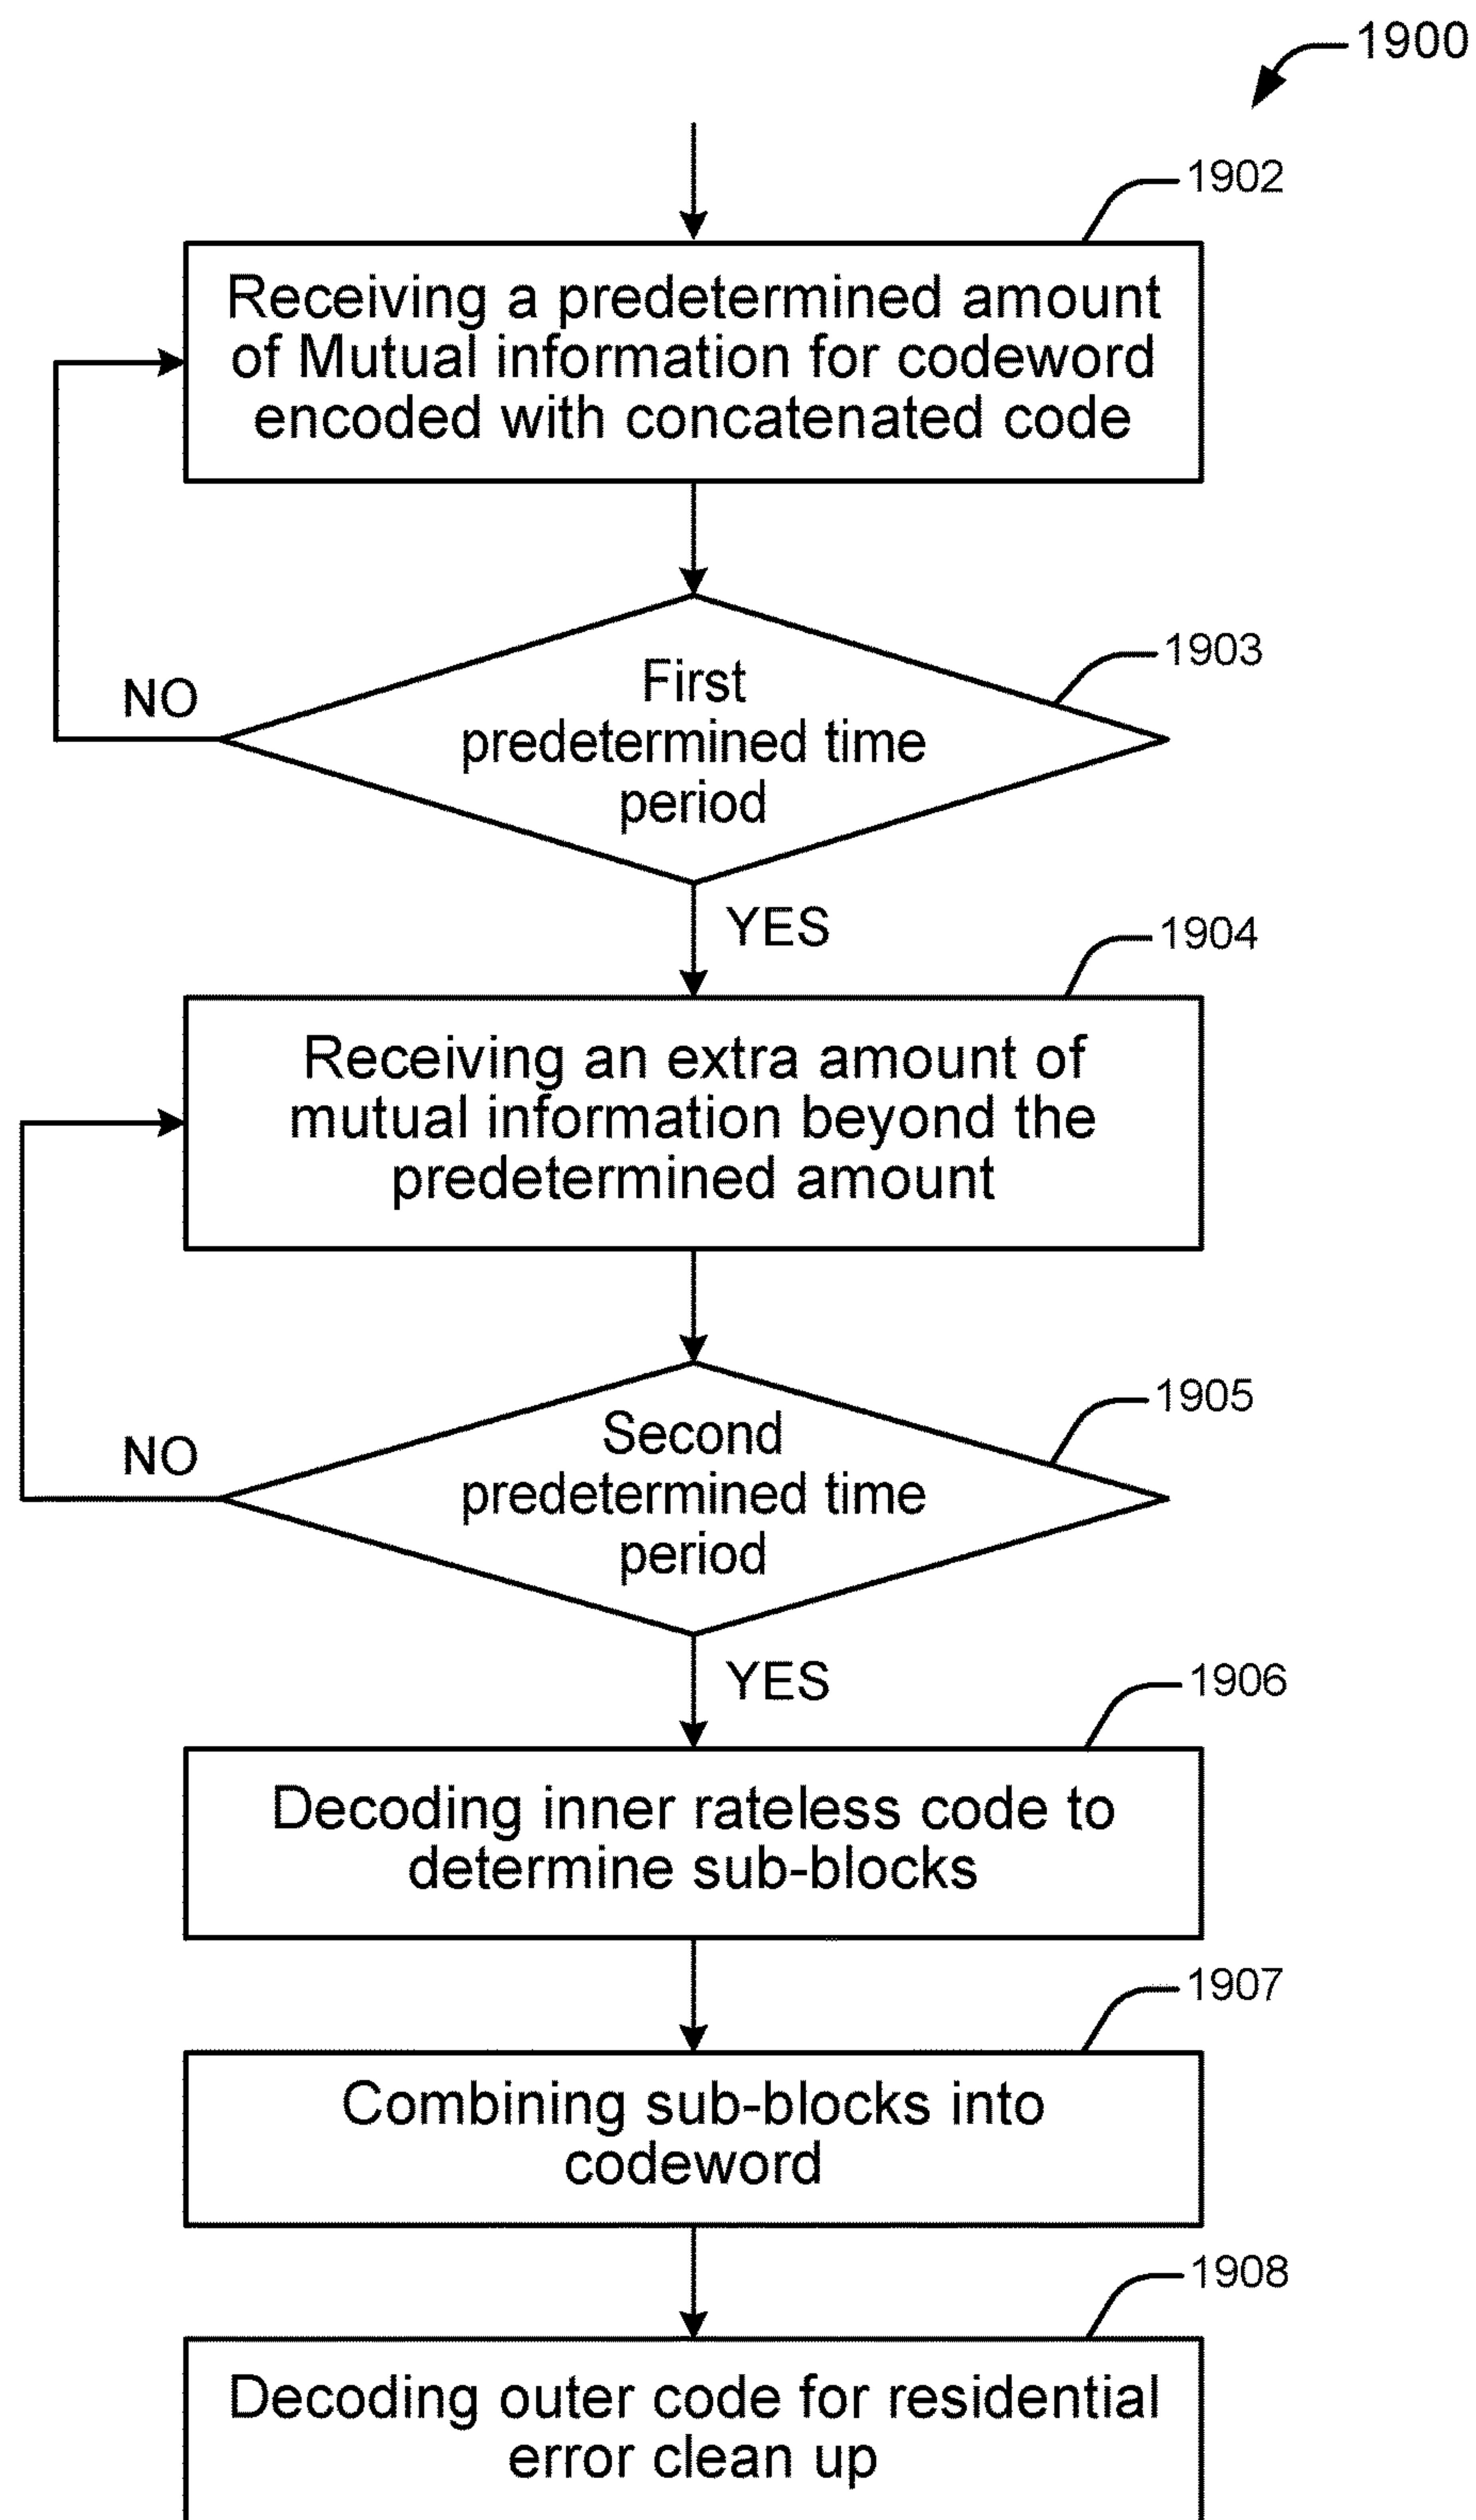 1900
1902
Receiving a predetermined amount
of Mutual information for codeword
encoded with concatenated code
1903
First
predetermined time
period
NO
YES
1904
Receiving an extra amount of
mutual information beyond the
predetermined amount
1905
Second
predetermined time
period
NO
YES
1906
Decoding inner rateless code to
determine sub-blocks
1907
Combining sub-blocks into
codeword
1908
Decoding outer code for residential
error clean up